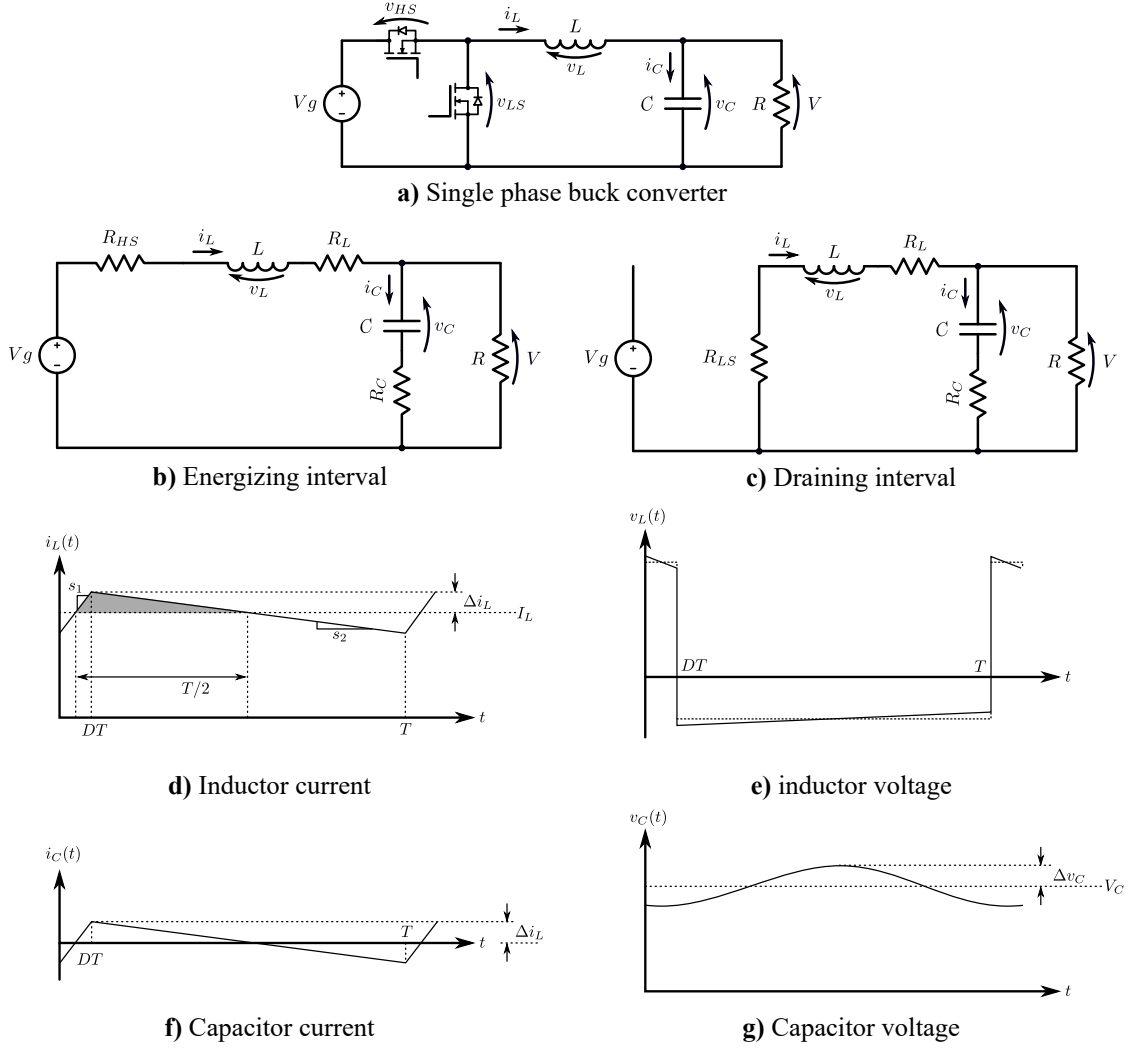 v_HS
i_L
L
v_L
Vg
v_LS
i_C
C
v_C
R
V
a) Single phase buck converter
R_HS
i_L
L
R_L
v_L
i_C
C
v_C
Vg
R
V
R_C
b) Energizing interval
i_L
L
R_L
v_L
i_C
C
v_C
Vg
R_LS
R
V
R_C
c) Draining interval
i_L(t)
s_1
Δi_L
I_L
s_2
T/2
DT
T
t
d) Inductor current
v_L(t)
DT
T
t
e) inductor voltage
i_C(t)
T
t
Δi_L
DT
f) Capacitor current
v_C(t)
Δv_C
V_C
t
g) Capacitor voltage